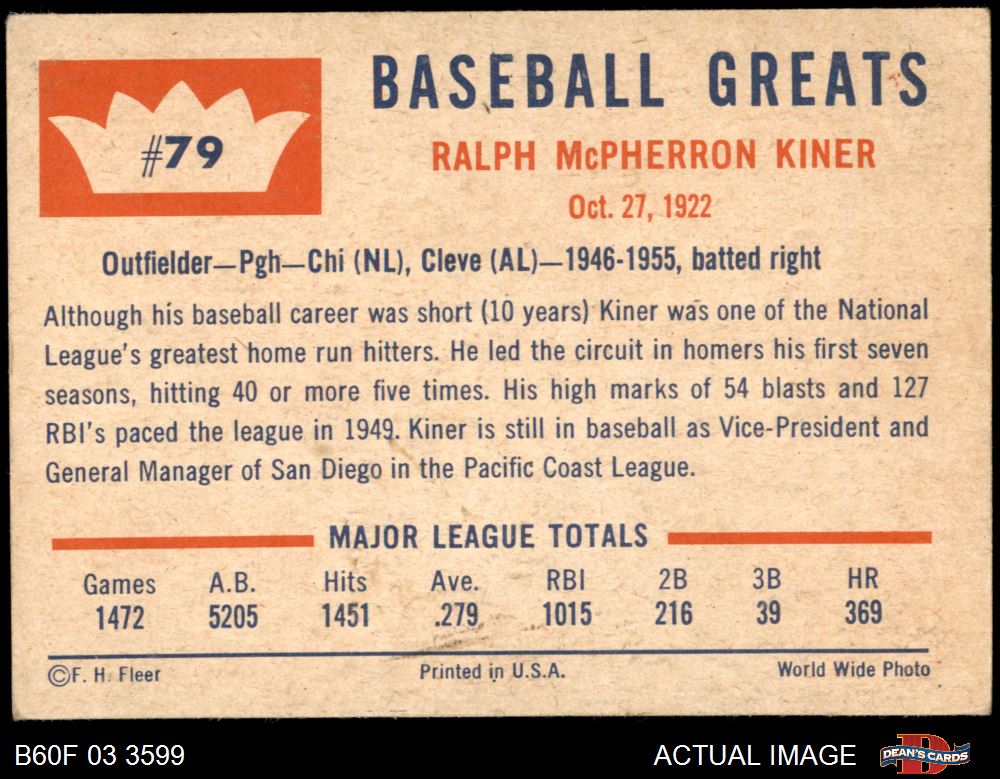 #79
BASEBALL GREATS
RALPH McPHERRON KINER
Oct. 27, 1922
Outfielder—Pgh—Chi (NL), Cleve (AL)—1946-1955, batted right
Although his baseball career was short (10 years) Kiner was one of the National
League's greatest home run hitters. He led the circuit in homers his first seven
seasons, hitting 40 or more five times. His high marks of 54 blasts and 127
RBI's paced the league in 1949. Kiner is still in baseball as Vice-President and
General Manager of San Diego in the Pacific Coast League.
MAJOR LEAGUE TOTALS
Games A.B. Hits Ave. RBI 2B 3B HR
1472 5205 1451 .279 1015 216 39 369
©F. H. Fleer Printed in U.S.A. World Wide Photo
B60F 03 3599 ACTUAL IMAGE DEAN'S CARDS